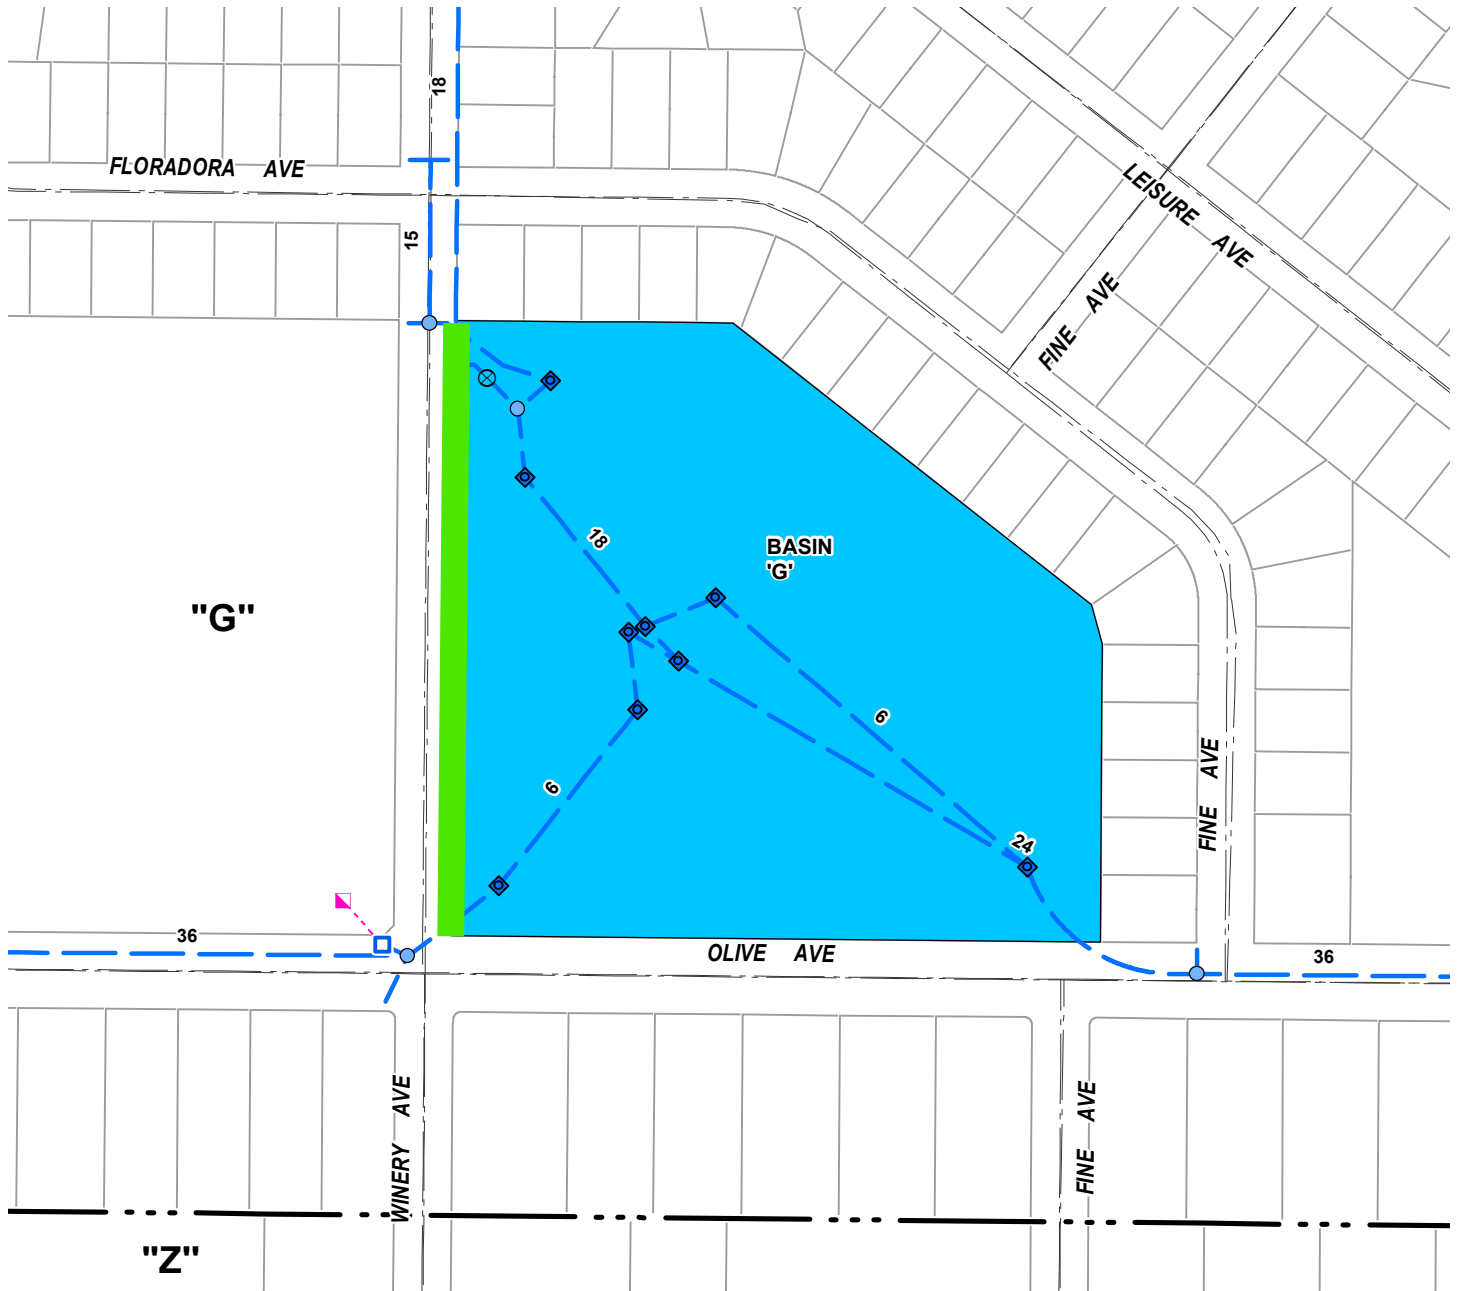 18
FLORADORA AVE
LEISURE AVE
15
FINE AVE
18
BASIN
'G'
"G"
6
FINE AVE
6
24
36
OLIVE AVE
36
WINERY AVE
FINE AVE
"Z"